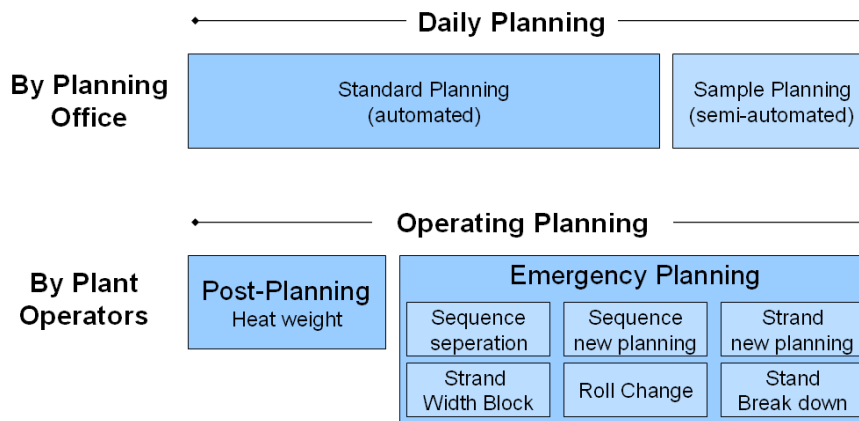 Daily Planning
By Planning
Office
Standard Planning
(automated)
Sample Planning
(semi-automated)
Operating Planning
By Plant
Operators
Post-Planning
Heat weight
Emergency Planning
Sequence
seperation
Sequence
new planning
Strand
new planning
Strand
Width Block
Roll Change
Stand
Break down